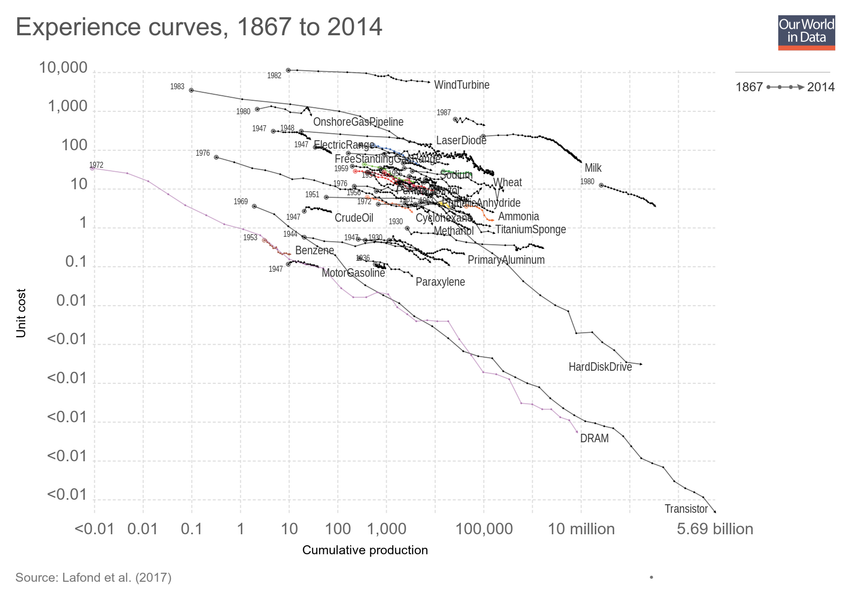 Experience curves, 1867 to 2014
Our World
in Data
1867 2014
10,000
1,000
100
10
1
0.1
0.01
<0.01
<0.01
<0.01
<0.01
<0.01
Unit cost
1982
WindTurbine
1983
1980
OnshoreGasPipeline
1987
LaserDiode
1947
1948
1947
ElectricRange
FreeStandingGasRange
Milk
1976
1972
1959
Sodium
Wheat
1980
1976
1951
1972
1969
1947
CrudeOil
Cyclohexane
Ammonia
1930
Methanol
TitaniumSponge
1944
1953
Benzene
1947
1930
PrimaryAluminum
1947
MotorGasoline
1936
Paraxylene
HardDiskDrive
DRAM
Transistor
<0.01 0.01 0.1 1 10 100 1,000 100,000 10 million 5.69 billion
Cumulative production
Source: Lafond et al. (2017)